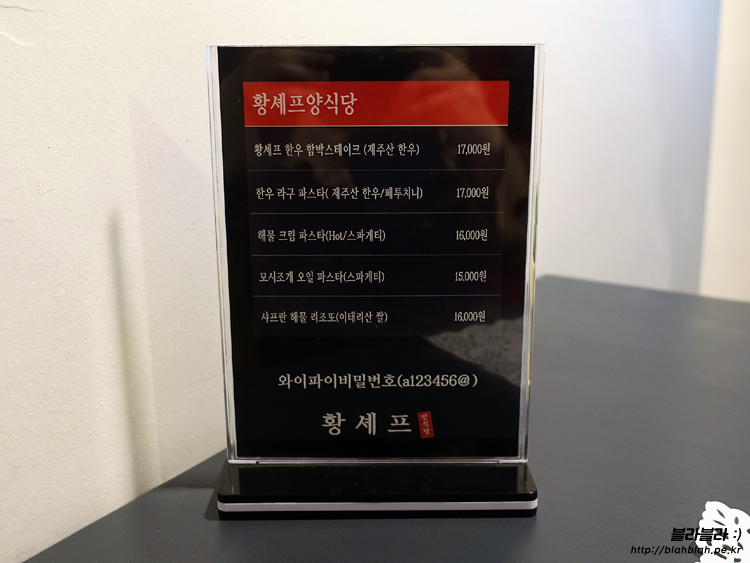 황셰프양식당
황셰프 한우 함박스테이크 (제주산 한우) 17,000원
한우 라구 파스타( 제주산 한우/페투치니) 17,000원
해물 크림 파스타(Hot/스파게티) 16,000원
모시조개 오일 파스타(스파게티) 15,000원
샤프란 해물 리조또(이태리산 쌀) 16,000원
와이파이비밀번호(a123456@)
황셰프 양식당
블라블라 :)
http://blahblah.pe.kr